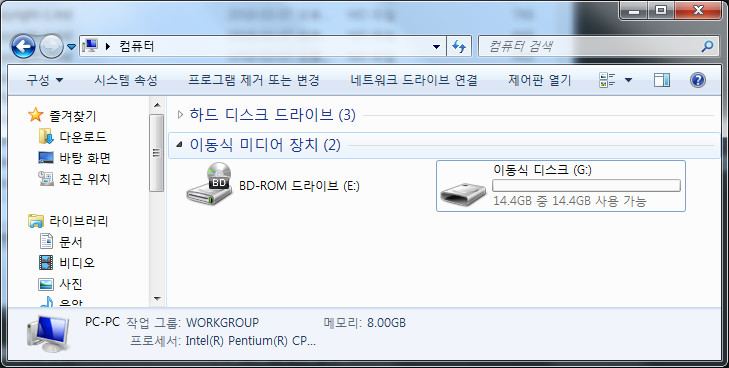 컴퓨터
컴퓨터 검색
구성 시스템 속성 프로그램 제거 또는 변경 네트워크 드라이브 연결 제어판 열기
즐겨찾기
다운로드
바탕 화면
최근 위치
라이브러리
문서
비디오
사진
음악
하드 디스크 드라이브 (3)
이동식 미디어 장치 (2)
BD
BD-ROM 드라이브 (E:)
이동식 디스크 (G:)
14.4GB 중 14.4GB 사용 가능
PC-PC 작업 그룹: WORKGROUP 메모리: 8.00GB
프로세서: Intel(R) Pentium(R) CP...